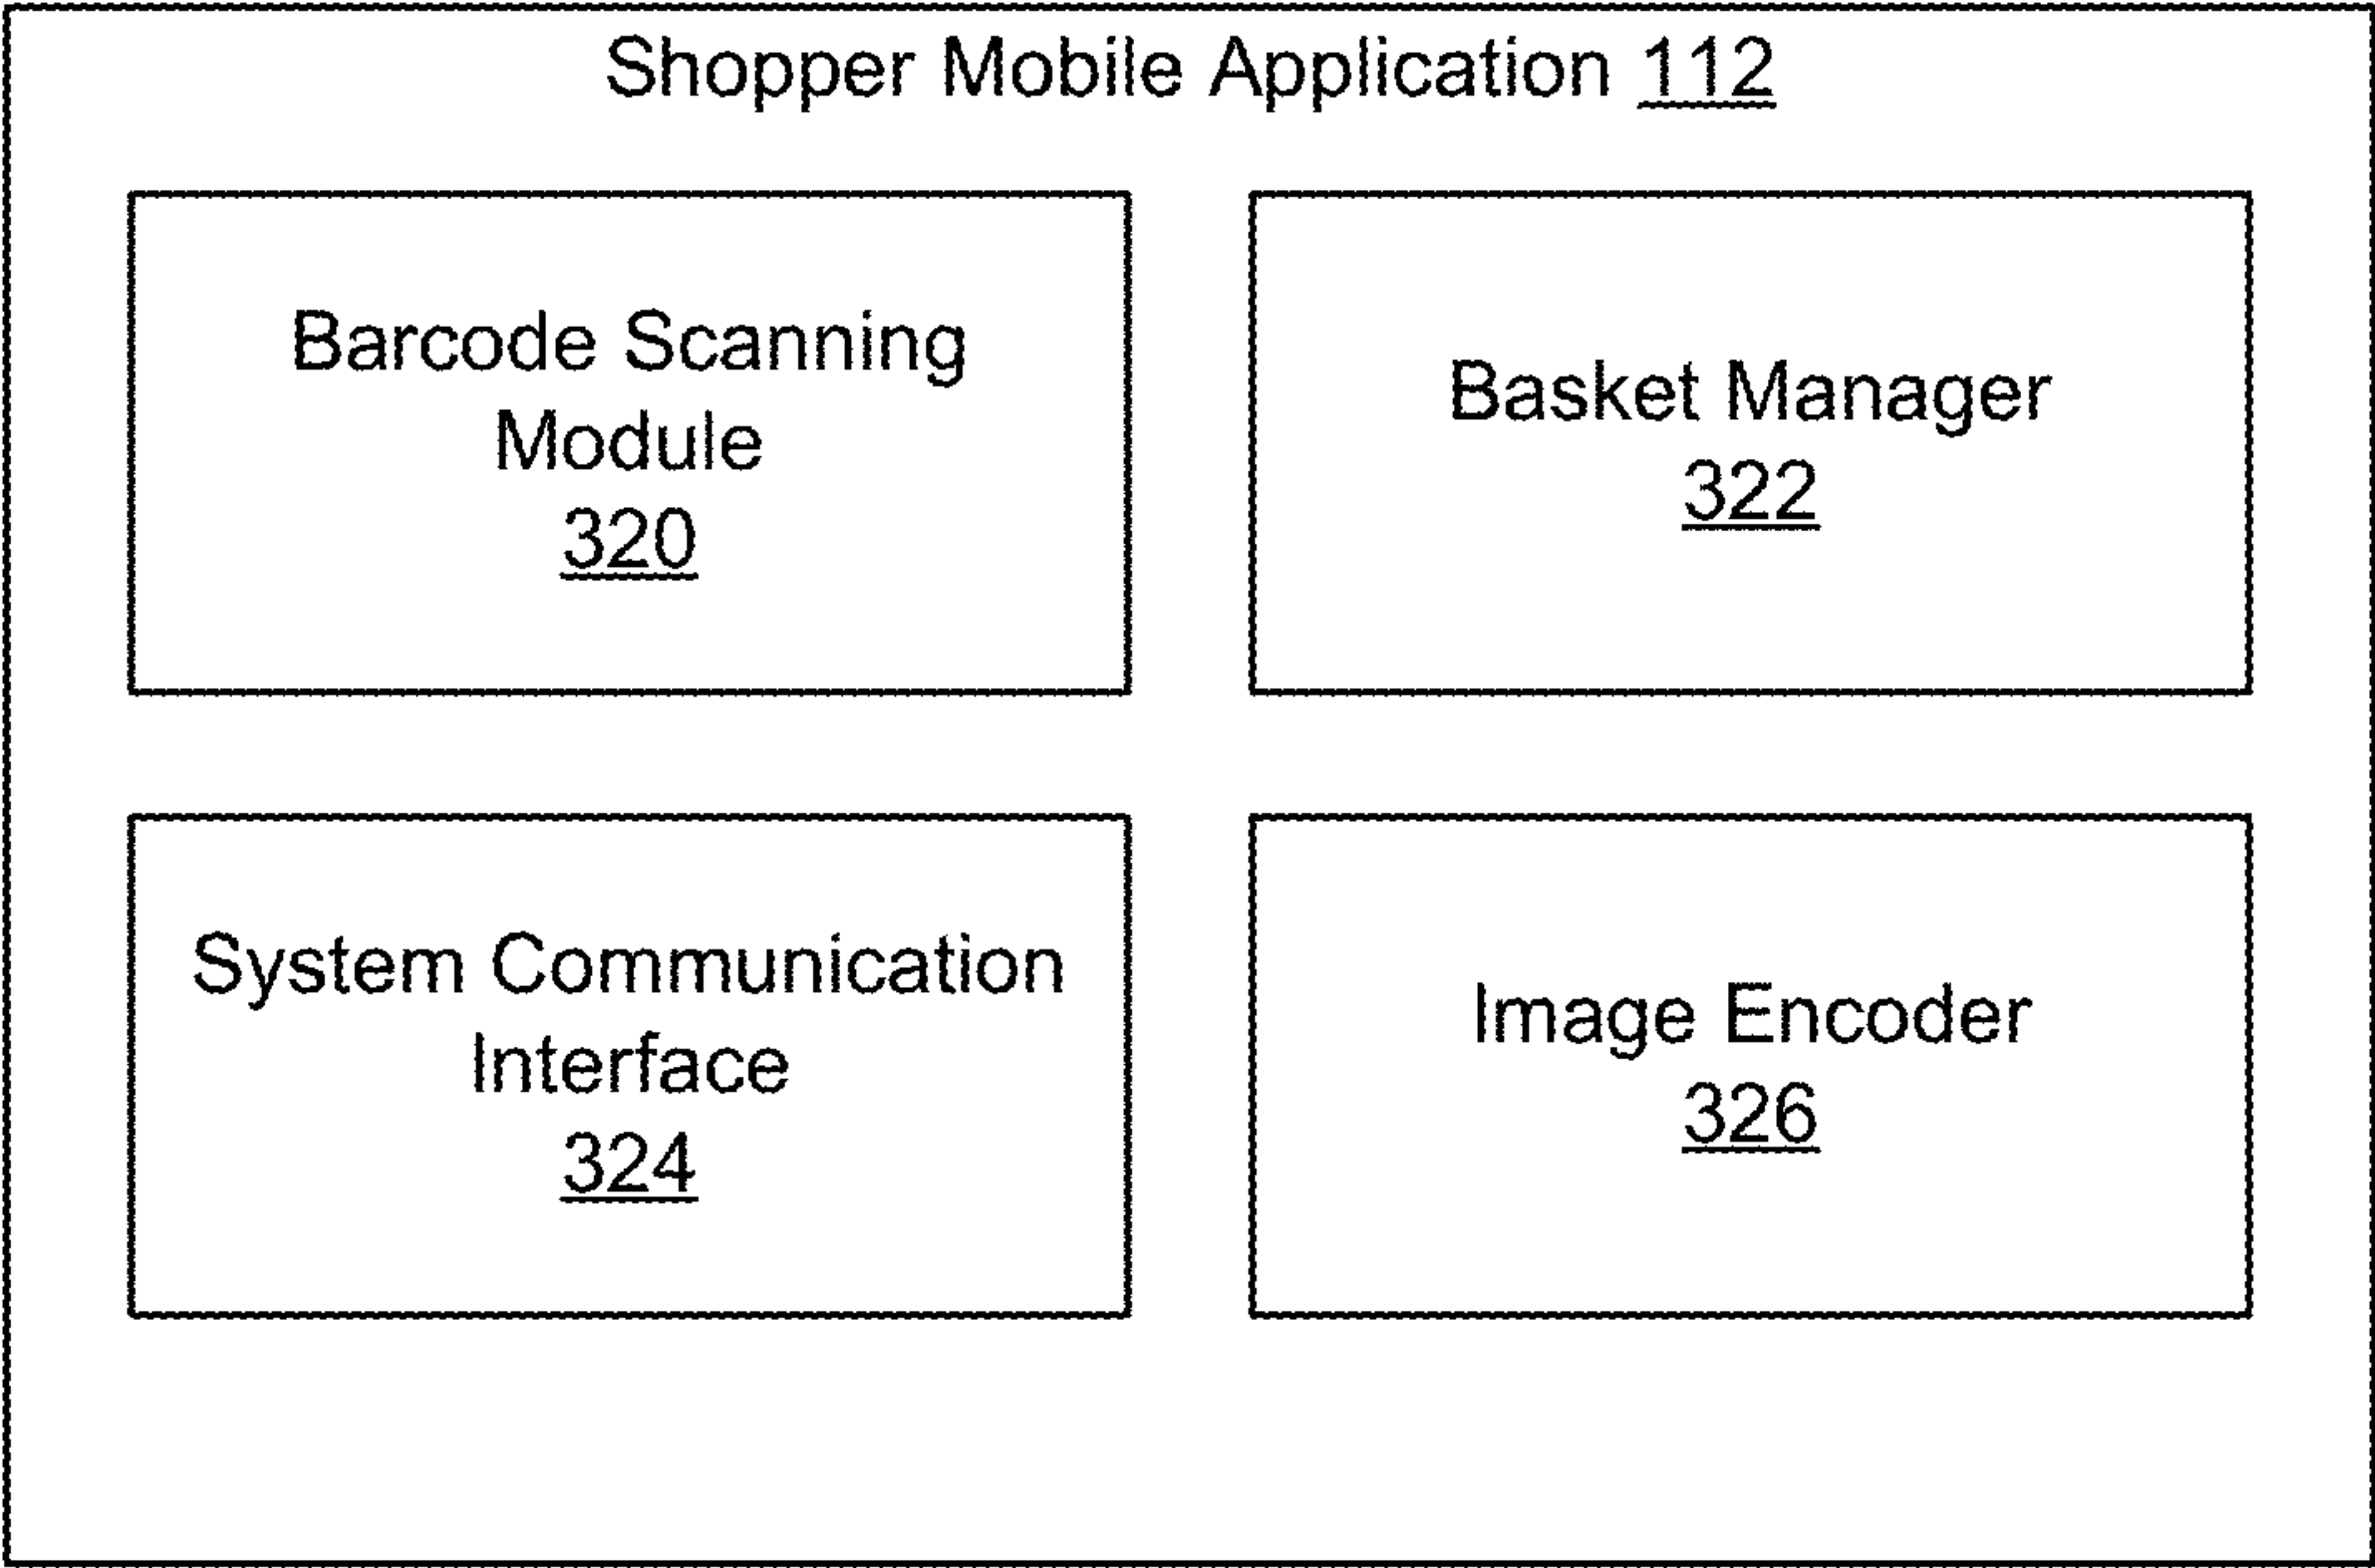 Shopper Mobile Application 112
Barcode Scanning
Module
320
Basket Manager
322
System Communication
Interface
324
Image Encoder
326